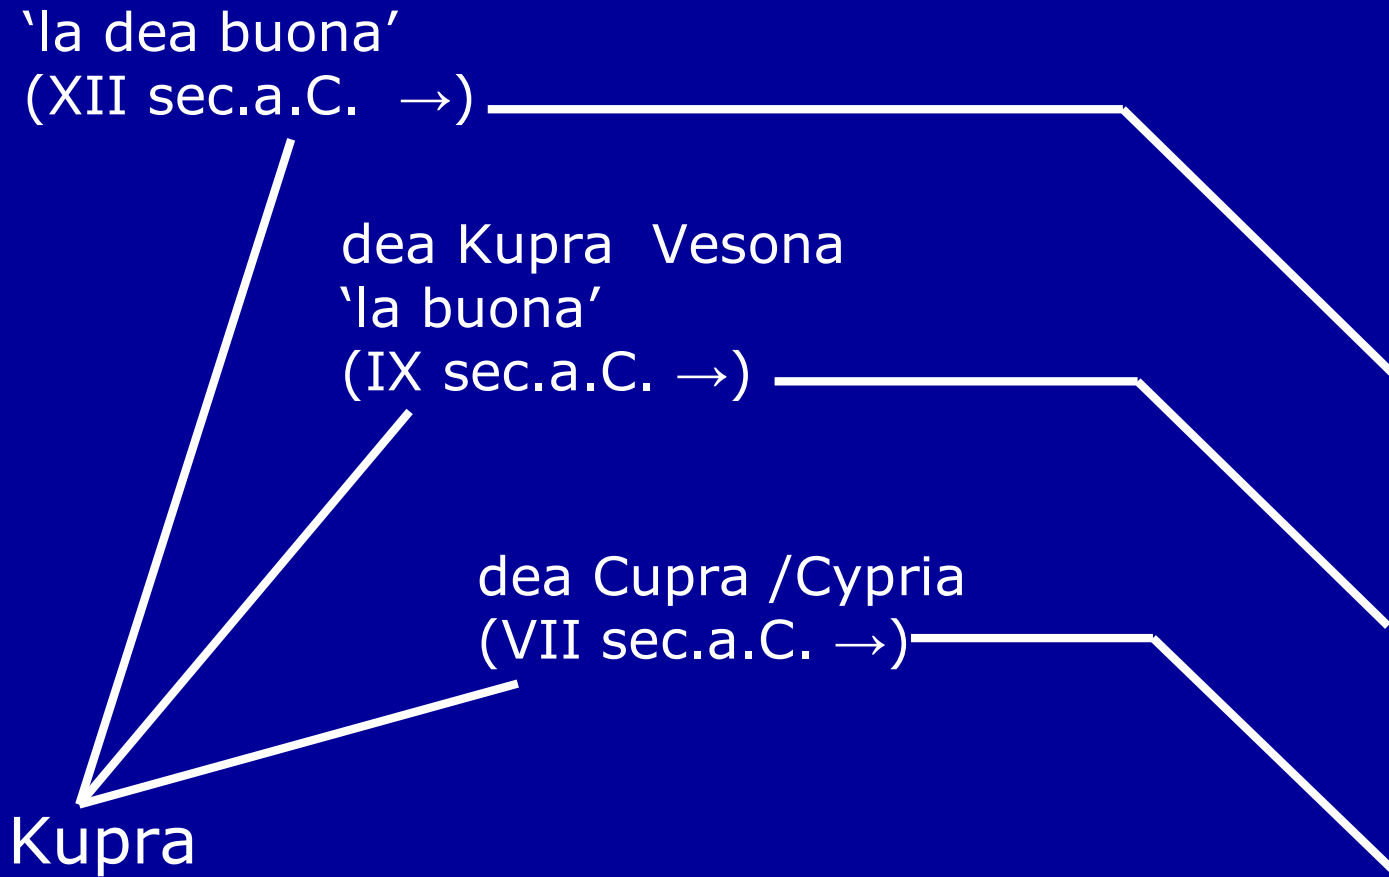 ‘la dea buona’
(XII sec.a.C. →)
dea Kupra Vesona
‘la buona’
(IX sec.a.C. →)
dea Cupra /Cypria
(VII sec.a.C. →)
Kupra